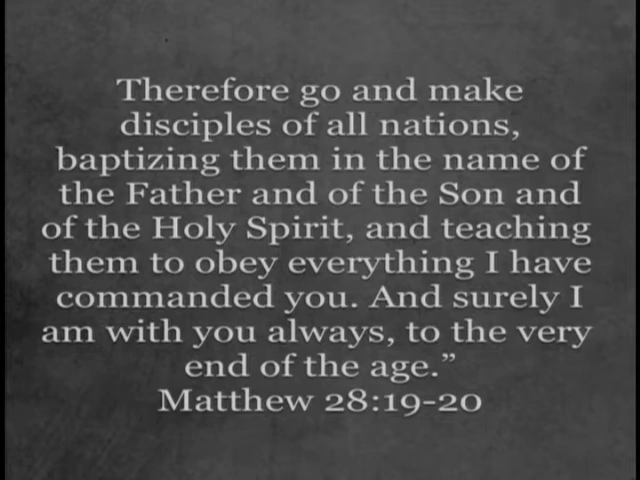 Therefore go and make
disciples of all nations,
baptizing them in the name of
the Father and of the Son and
of the Holy Spirit, and teaching
them to obey everything I have
commanded you. And surely I
am with you always, to the very
end of the age.”
Matthew 28:19-20